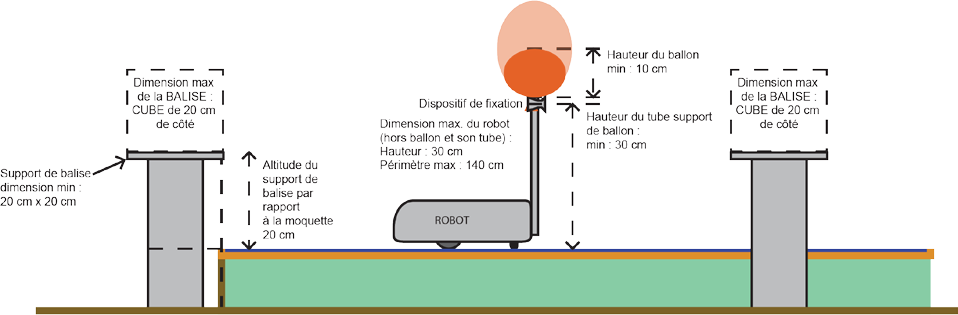 Dimension max
de la BALISE :
CUBE de 20 cm
de côté
Support de balise
dimension min :
20 cm x 20 cm
Altitude du
support de
balise par
rapport
à la moquette
20 cm
Hauteur du ballon
min : 10 cm
Dispositif de fixation
Dimension max. du robot
(hors ballon et son tube) :
Hauteur : 30 cm
Périmètre max : 140 cm
Hauteur du tube support
de ballon :
min : 30 cm
ROBOT
Dimension max
de la BALISE :
CUBE de 20 cm
de côté